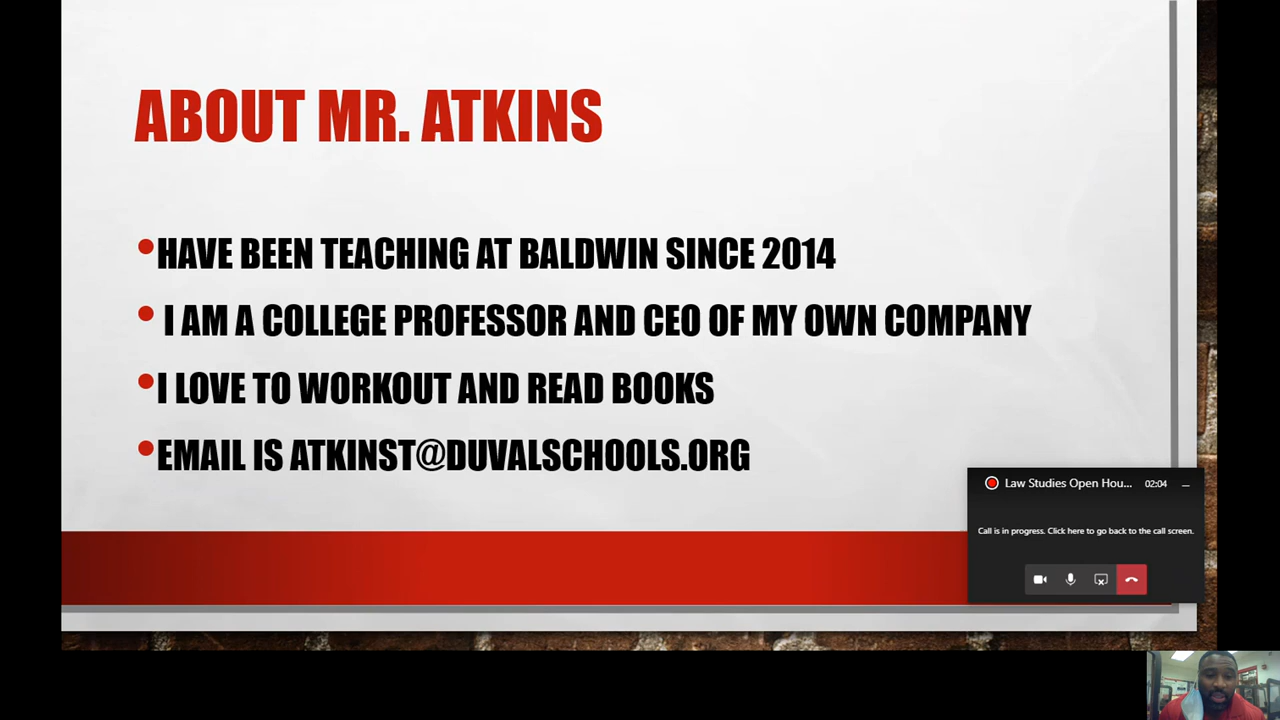 ABOUT MR. ATKINS
•HAVE BEEN TEACHING AT BALDWIN SINCE 2014
• I AM A COLLEGE PROFESSOR AND CEO OF MY OWN COMPANY
•I LOVE TO WORKOUT AND READ BOOKS
•EMAIL IS ATKINST@DUVALSCHOOLS.ORG
Law Studies Open Hou... 02:04
Call is in progress. Click here to go back to the call screen.